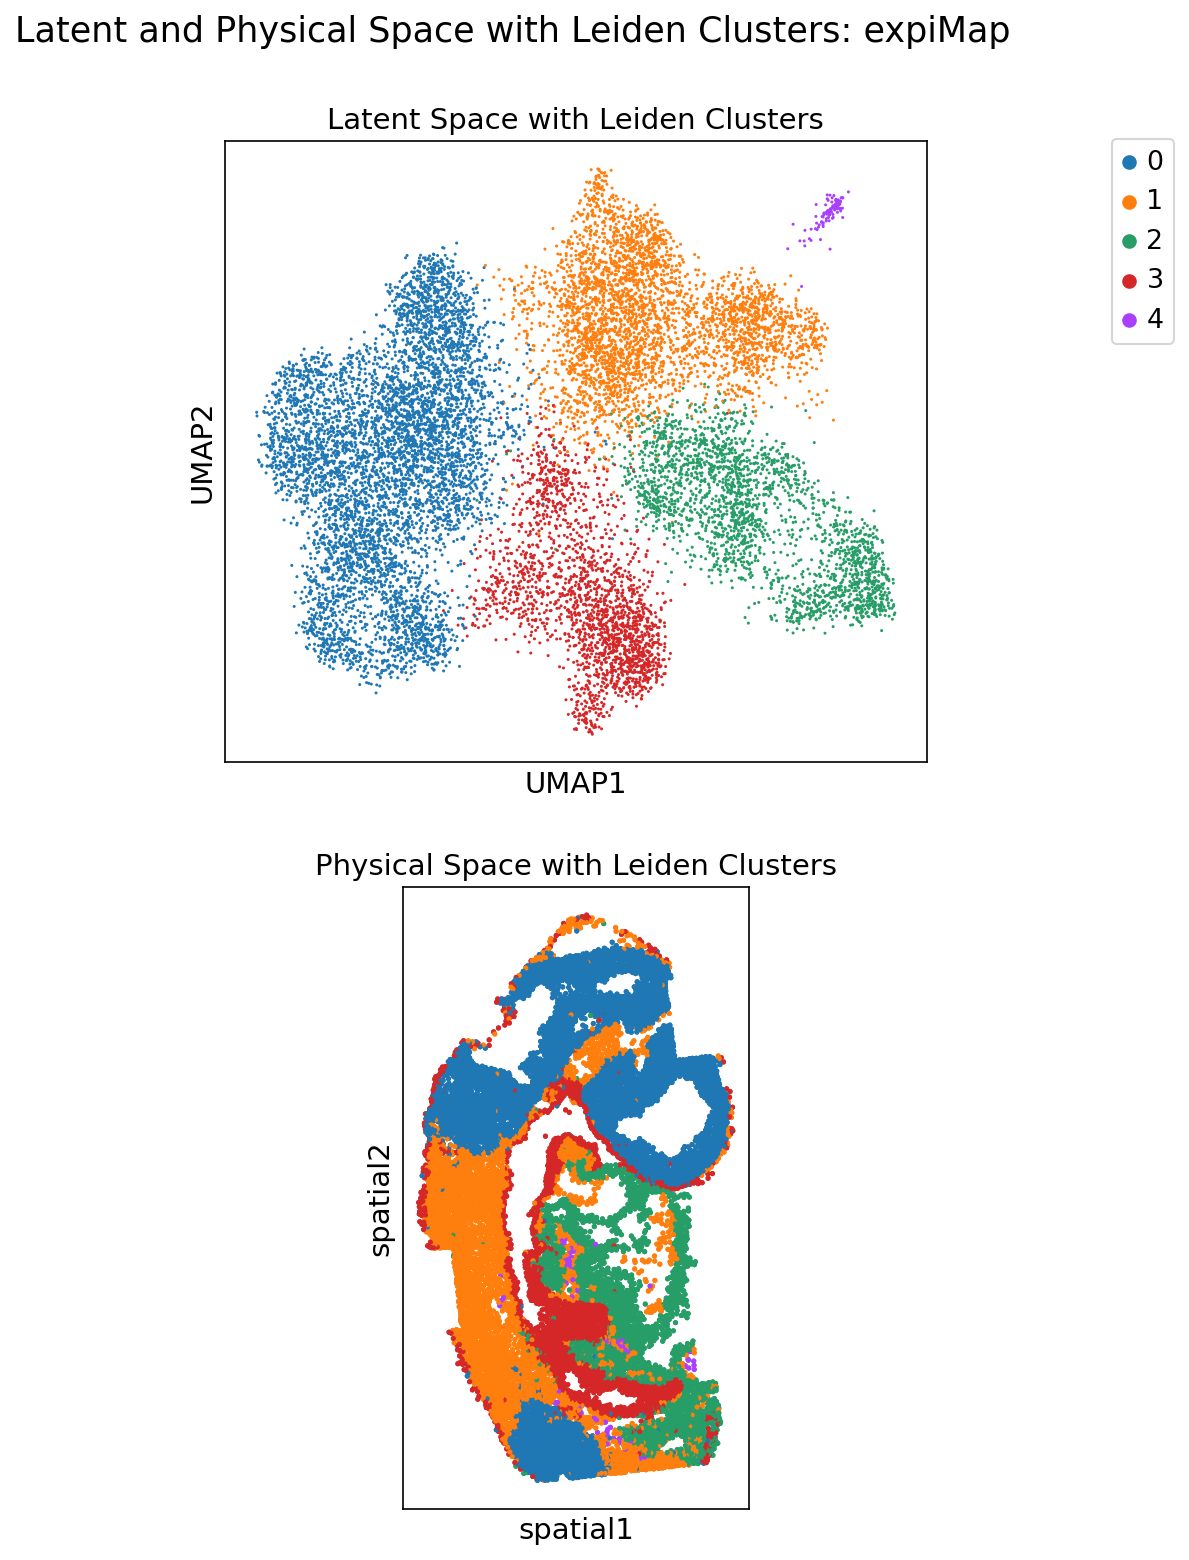 Latent and Physical Space with Leiden Clusters: expiMap
Latent Space with Leiden Clusters
0
1
2
3
4
UMAP2
UMAP1
Physical Space with Leiden Clusters
spatial2
spatial1